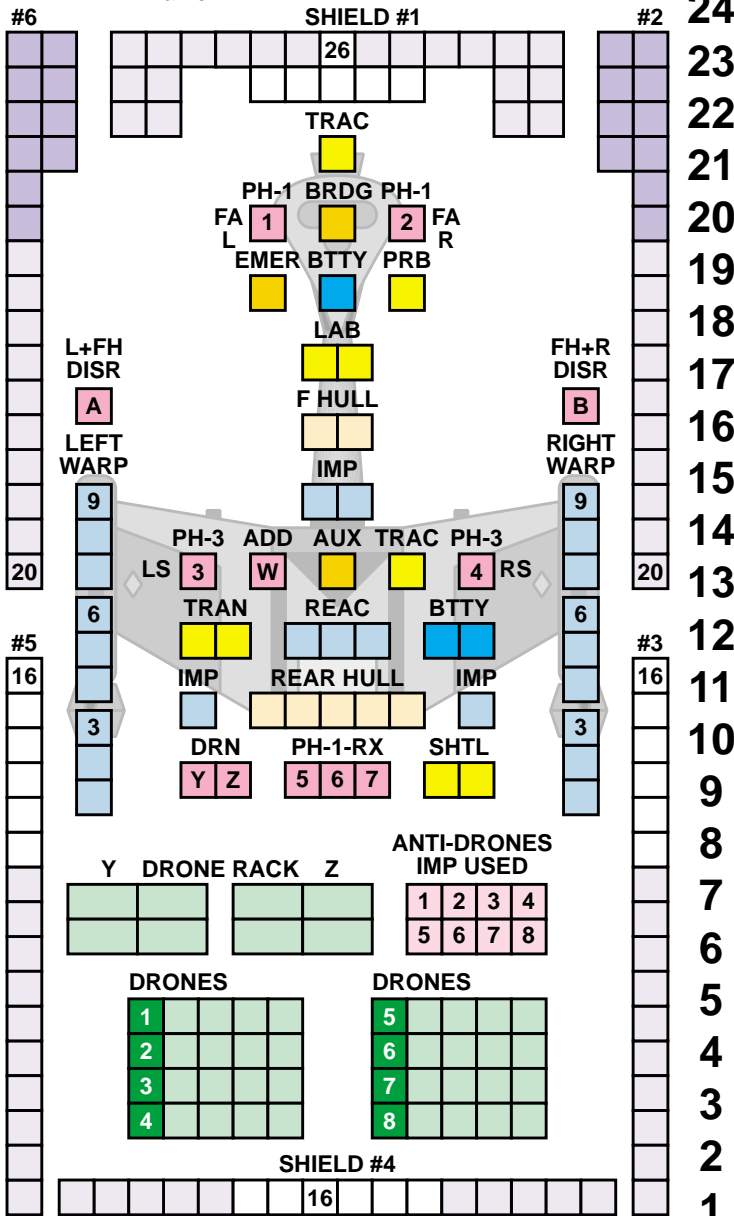 #6 SHIELD #1 #2 24
26 23
22
TRAC 21
PH-1 BRDG PH-1
FA L 1 2 FA R 20
EMER BTTY PRB 19
LAB 18
L+FH DISR FH+R DISR 17
A F HULL B 16
LEFT WARP IMP RIGHT WARP 15
9 9
PH-3 ADD AUX TRAC PH-3 14
20 LS 3 W 4 RS 20 13
TRAN REAC BTTY
6 6 12
#5 #3
16 IMP REAR HULL IMP 16 11
3 3 10
DRN PH-1-RX SHTL
Y Z 5 6 7 9
ANTI-DRONES 8
Y DRONE RACK Z IMP USED
1 2 3 4 7
5 6 7 8 6
DRONES DRONES 5
1 5
2 6 4
3 7 3
4 8
SHIELD #4 2
16 1